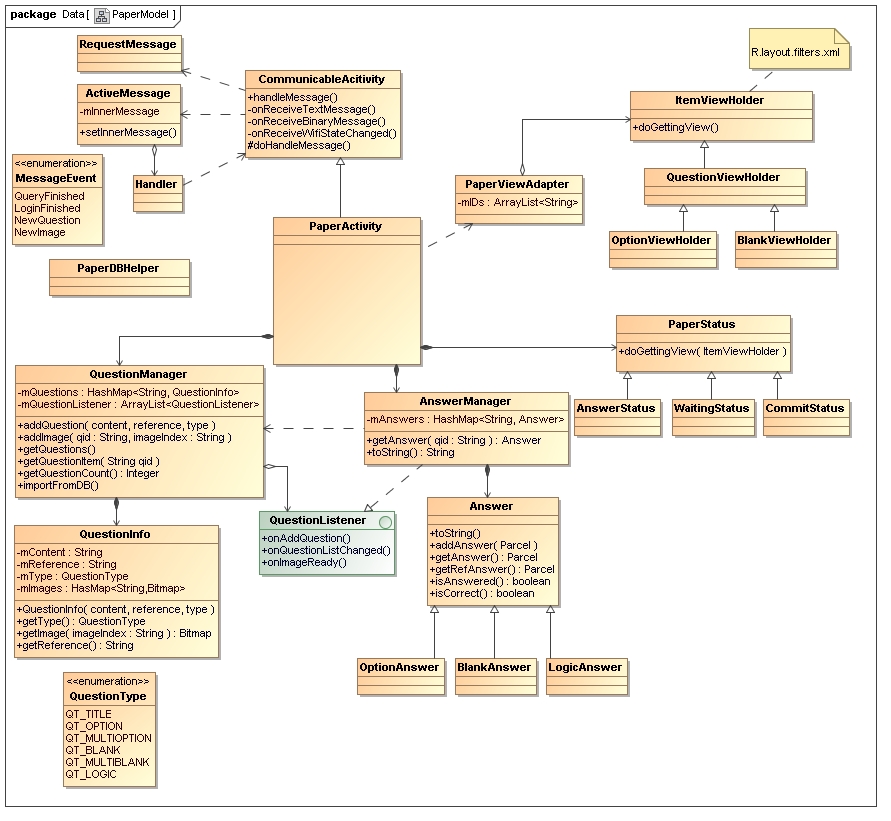 package Data[ PaperModel ]
RequestMessage
ActiveMessage
-mInnerMessage
+setInnerMessage()
<<enumeration>>
MessageEvent
QueryFinished
LoginFinished
NewQuestion
NewImage
Handler
CommunicableAcitivity
+handleMessage()
-onReceiveTextMessage()
-onReceiveBinaryMessage()
-onReceiveWifiStateChanged()
#doHandleMessage()
R.layout.filters.xml
ItemViewHolder
+doGettingView()
PaperViewAdapter
-mIDs : ArrayList<String>
QuestionViewHolder
OptionViewHolder
BlankViewHolder
PaperActivity
PaperDBHelper
PaperStatus
+doGettingView( ItemViewHolder )
AnswerStatus
WaitingStatus
CommitStatus
QuestionManager
-mQuestions : HashMap<String, QuestionInfo>
-mQuestionListener : ArrayList<QuestionListener>
+addQuestion( content, reference, type )
+addImage( qid : String, imageIndex : String )
+getQuestions()
+getQuestionItem( String qid )
+getQuestionCount() : Integer
+importFromDB()
AnswerManager
-mAnswers : HashMap<String, Answer>
+getAnswer( qid : String ) : Answer
+toString() : String
QuestionListener
+onAddQuestion()
+onQuestionListChanged()
+onImageReady()
Answer
+toString()
+addAnswer( Parcel )
+getAnswer() : Parcel
+getRefAnswer() : Parcel
+isAnswered() : boolean
+isCorrect() : boolean
QuestionInfo
-mContent : String
-mReference : String
-mType : QuestionType
-mImages : HasMap<String,Bitmap>
+QuestionInfo( content, reference, type )
+getType() : QuestionType
+getImage( imageIndex : String ) : Bitmap
+getReference() : String
OptionAnswer
BlankAnswer
LogicAnswer
<<enumeration>>
QuestionType
QT_TITLE
QT_OPTION
QT_MULTIOPTION
QT_BLANK
QT_MULTIBLANK
QT_LOGIC